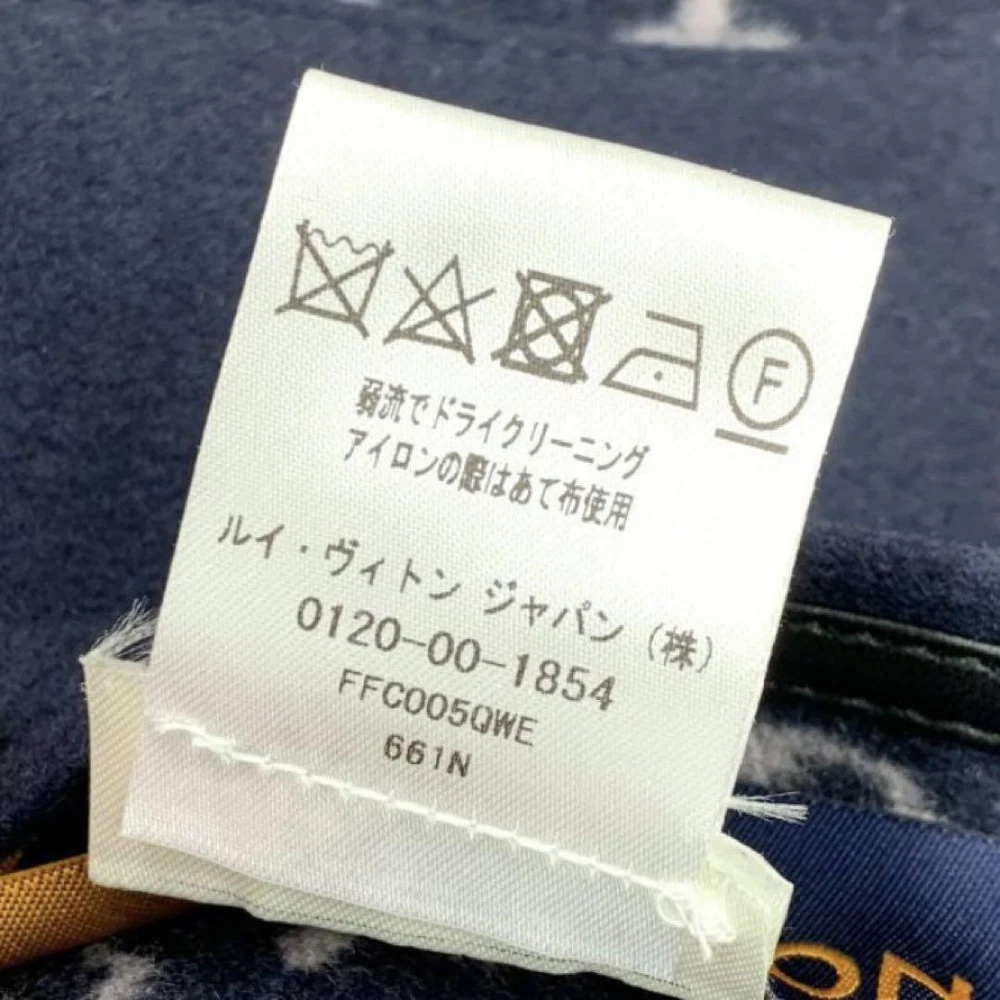 F
弱流でドライクリーニング
アイロンの際はあて布使用
ルイ・ヴィトン ジャパン (株)
0120-00-1854
FFC005QWE
661N
ON